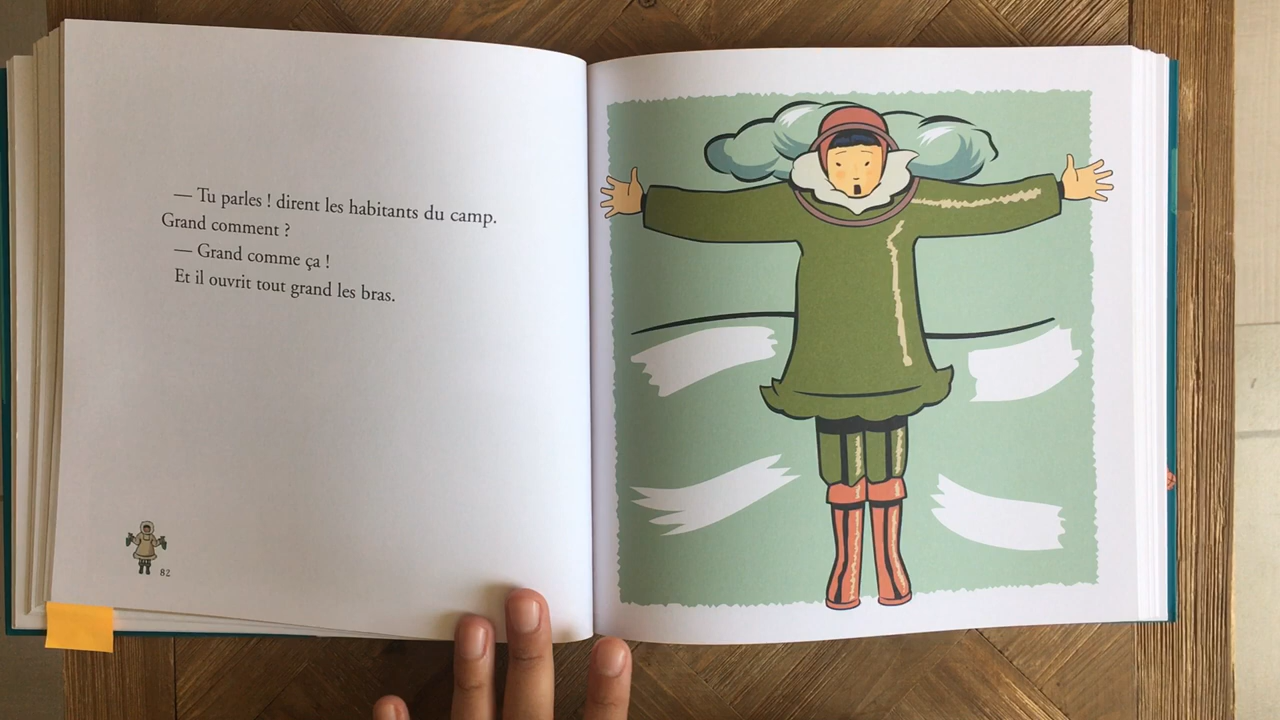 — Tu parles ! dirent les habitants du camp.
Grand comment ?
— Grand comme ça !
Et il ouvrit tout grand les bras.
82